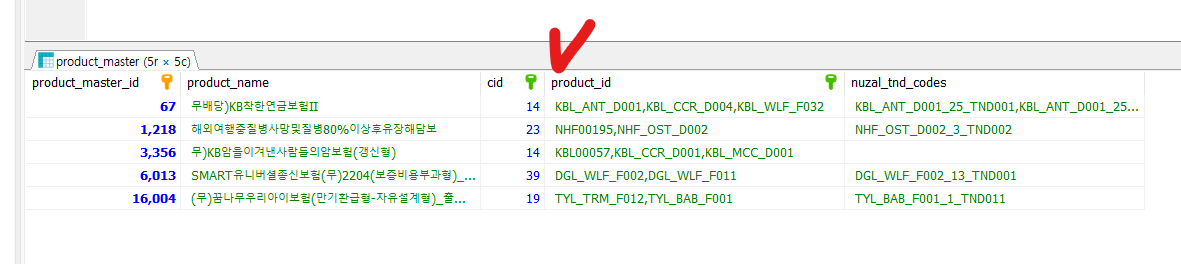 product_master (5r × 5c)
product_master_id product_name cid product_id nuzal_tnd_codes
67 무배당)KB착한연금보험II 14 KBL_ANT_D001,KBL_CCR_D004,KBL_WLF_F032 KBL_ANT_D001_25_TND001,KBL_ANT_D001_25...
1,218 해외여행중질병사망및질병80%이상후유장해담보 23 NHF00195,NHF_OST_D002 NHF_OST_D002_3_TND002
3,356 무)KB암을이겨낸사람들의암보험(갱신형) 14 KBL00057,KBL_CCR_D001,KBL_MCC_D001
6,013 SMART유니버셜종신보험(무)2204(보증비용부과형)_... 39 DGL_WLF_F002,DGL_WLF_F011 DGL_WLF_F002_13_TND001
16,004 (무)꿈나무우리아이보험(만기환급형-자유설계형)_졸... 19 TYL_TRM_F012,TYL_BAB_F001 TYL_BAB_F001_1_TND011